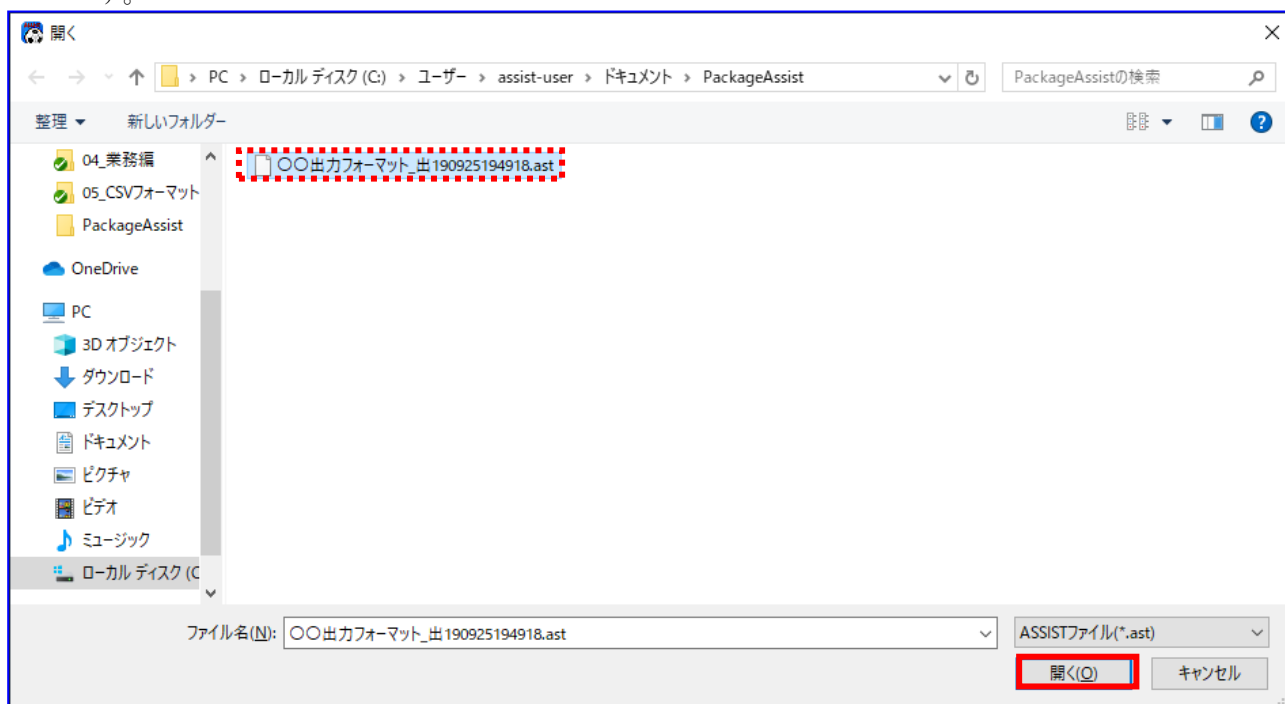 す。
開く
PC › ローカル ディスク (C:) › ユーザー › assist-user › ドキュメント › PackageAssist
PackageAssistの検索
整理
新しいフォルダー
04_業務編
〇〇出力フォーマット_出190925194918.ast
05_CSVフォーマット
PackageAssist
OneDrive
PC
3D オブジェクト
ダウンロード
デスクトップ
ドキュメント
ピクチャ
ビデオ
ミュージック
ローカル ディスク (C
ファイル名(N): 〇〇出力フォーマット_出190925194918.ast
ASSISTファイル(*.ast)
開く(O)
キャンセル